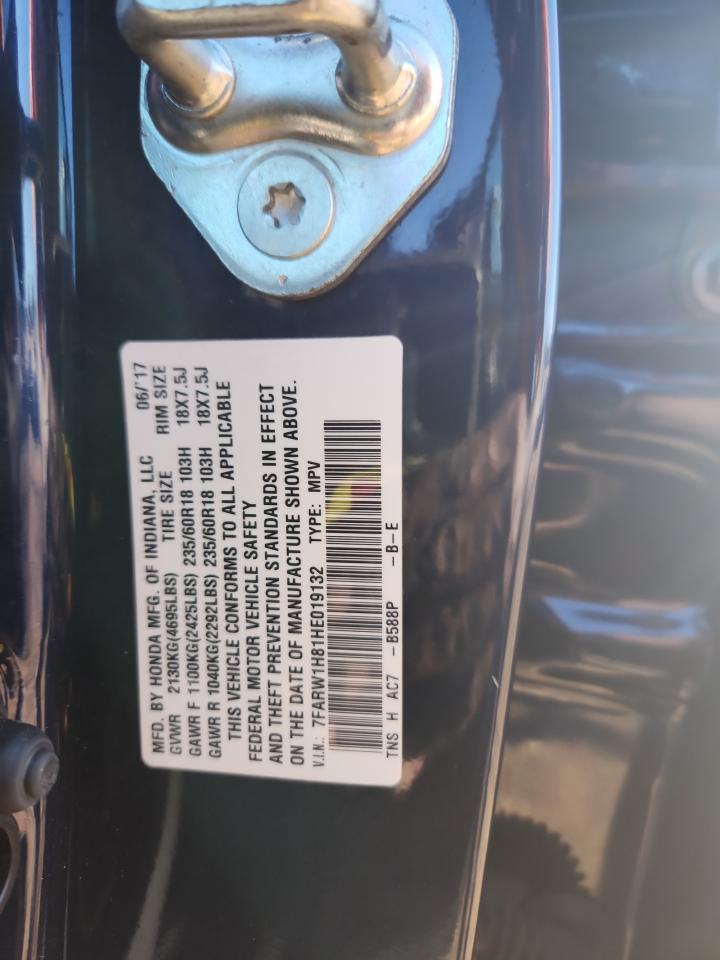 MFD. BY HONDA MFG. OF INDIANA, LLC 06/'17
GVWR 2130KG(4695LBS) TIRE SIZE RIM SIZE
GAWR F 1100KG(2425LBS) 235/60R18 103H 18X7.5J
GAWR R 1040KG(2292LBS) 235/60R18 103H 18X7.5J
THIS VEHICLE CONFORMS TO ALL APPLICABLE
FEDERAL MOTOR VEHICLE SAFETY
AND THEFT PREVENTION STANDARDS IN EFFECT
ON THE DATE OF MANUFACTURE SHOWN ABOVE.
V.I.N.: 7FARW1H81HE019132 TYPE: MPV
TNS H AC7 -B588P -B-E